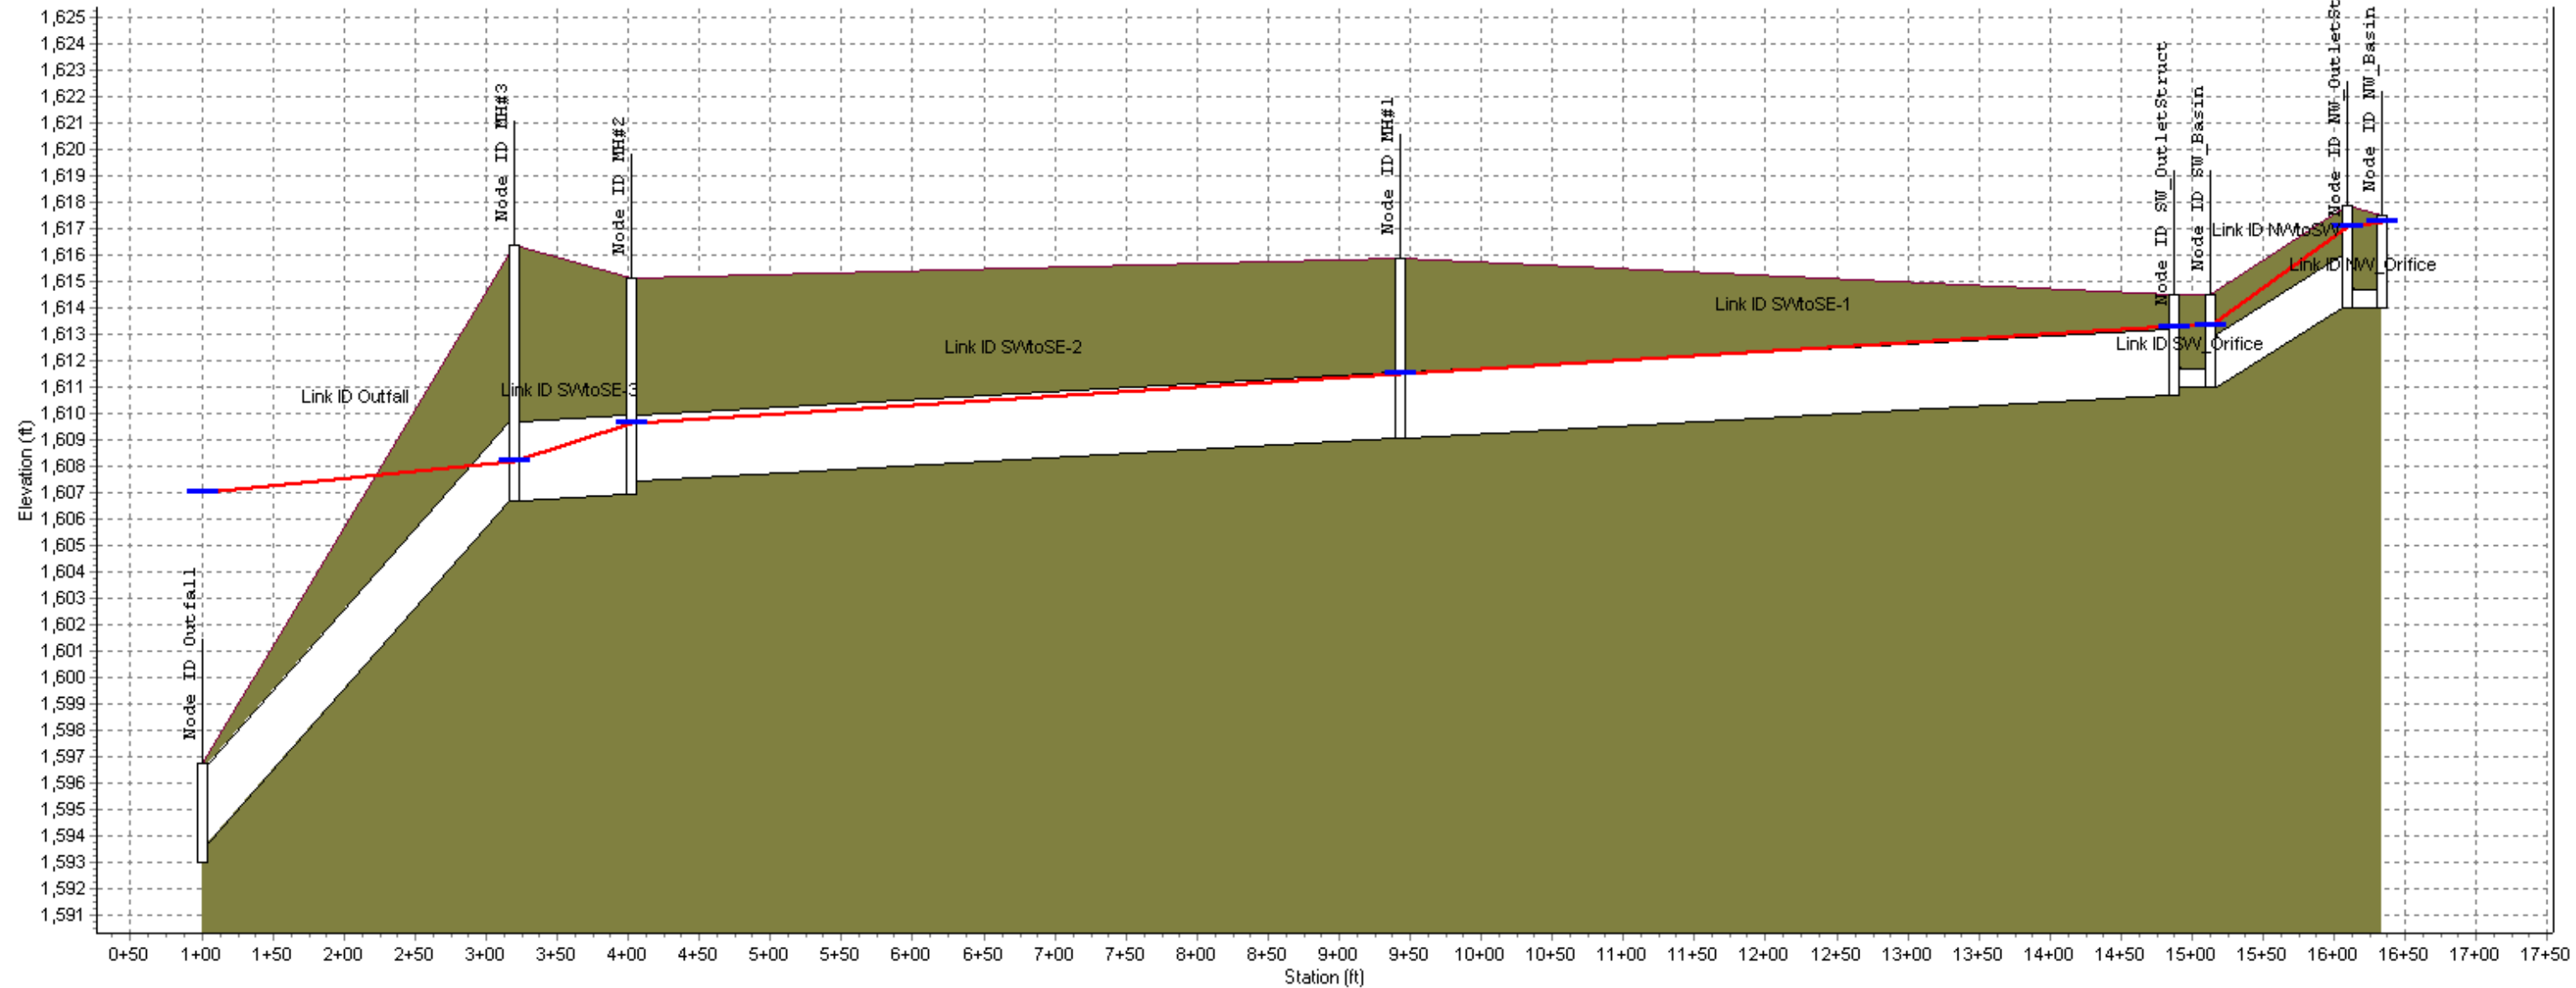 1,625
1,624
1,623
1,622
1,621
1,620
1,619
1,618
1,617
1,616
1,615
1,614
1,613
1,612
1,611
1,610
1,609
1,608
1,607
1,606
1,605
1,604
1,603
1,602
1,601
1,600
1,599
1,598
1,597
1,596
1,595
1,594
1,593
1,592
1,591
Elevation (ft)
Node ID Outfall
Link ID Outfall
Node ID MH#3
Link ID SWtoSE-3
Node ID MH#2
Link ID SWtoSE-2
Node ID MH#1
Link ID SWtoSE-1
Node ID SW_OutletStruct
Link ID SW_Orifice
Node ID SW_Basin
Link ID NWtoSW
Node ID NW_OutletSt
Link ID NW_Orifice
Node ID NW_Basin
0+50 1+00 1+50 2+00 2+50 3+00 3+50 4+00 4+50 5+00 5+50 6+00 6+50 7+00 7+50 8+00 8+50 9+00 9+50 10+00 10+50 11+00 11+50 12+00 12+50 13+00 13+50 14+00 14+50 15+00 15+50 16+00 16+50 17+00 17+50
Station (ft)